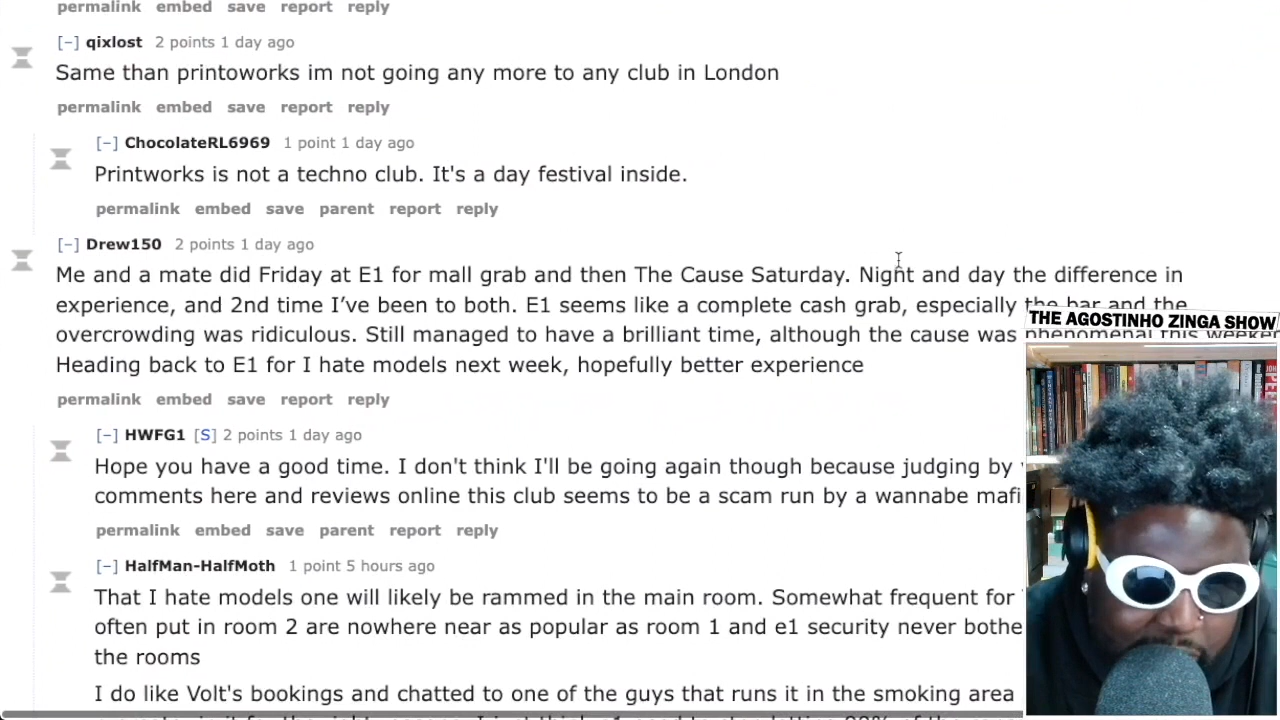 permalink embed save report reply
[–] qixlost 2 points 1 day ago
Same than printoworks im not going any more to any club in London
permalink embed save report reply
[–] ChocolateRL6969 1 point 1 day ago
Printworks is not a techno club. It's a day festival inside.
permalink embed save parent report reply
[–] Drew150 2 points 1 day ago
Me and a mate did Friday at E1 for mall grab and then The Cause Saturday. Night and day the difference in
experience, and 2nd time I've been to both. E1 seems like a complete cash grab, especially the bar and the
overcrowding was ridiculous. Still managed to have a brilliant time, although the cause was phenomenal this
Heading back to E1 for I hate models next week, hopefully better experience
permalink embed save report reply
THE AGOSTINHO ZINGA SHOW
[–] HWFG1 [S] 2 points 1 day ago
Hope you have a good time. I don't think I'll be going again though because judging by
comments here and reviews online this club seems to be a scam run by a wannabe
permalink embed save parent report reply
[–] HalfMan-HalfMoth 1 point 5 hours ago
That I hate models one will likely be rammed in the main room. Somewhat frequent for
often put in room 2 are nowhere near as popular as room 1 and e1 security never
the rooms
I do like Volt's bookings and chatted to one of the guys that runs it in the smoking area